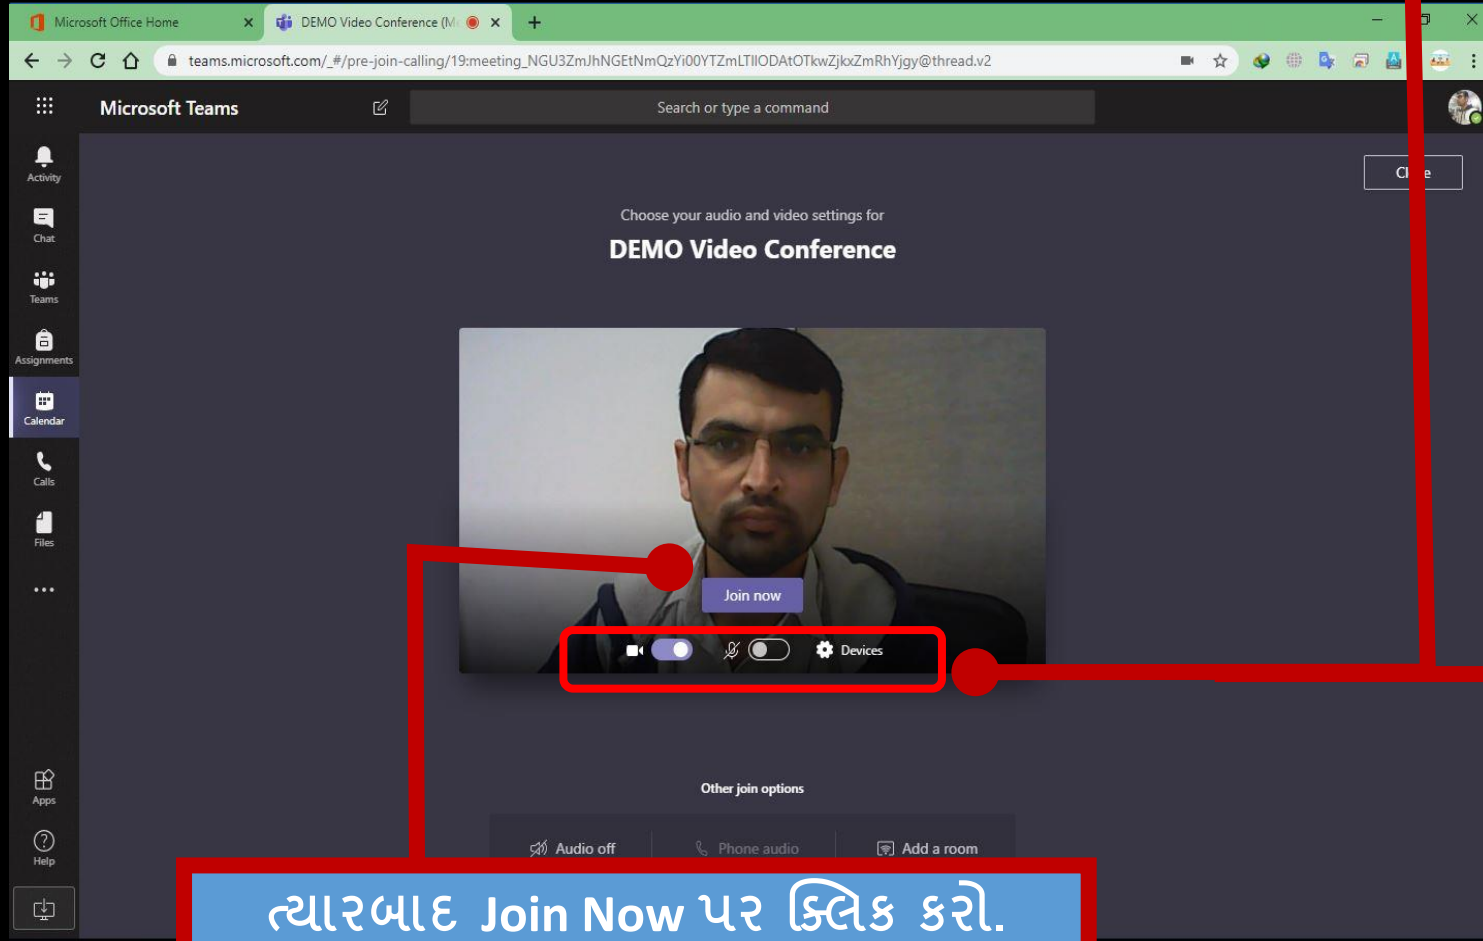 Microsoft Office Home
DEMO Video Conference (M
teams.microsoft.com/_#/pre-join-calling/19:meeting_NGU3ZmJhNGEtNmQzYi00YTZmLTllODAtOTkwZjkxZmRhYjgy@thread.v2
Microsoft Teams
Search or type a command
Activity
Chat
Teams
Assignments
Calendar
Calls
Files
Choose your audio and video settings for
DEMO Video Conference
Join now
Devices
Other join options
Audio off
Phone audio
Add a room
Apps
Help
ત્યારબાદ Join Now પર ક્લિક કરો.